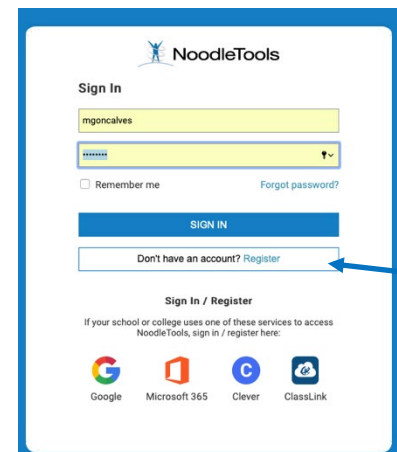 NoodleTools
Sign In
mgoncalves
••••••••
Remember me
Forgot password?
SIGN IN
Don't have an account? Register
Sign In / Register
If your school or college uses one of these services to access
NoodleTools, sign in / register here:
Google
Microsoft 365
Clever
ClassLink